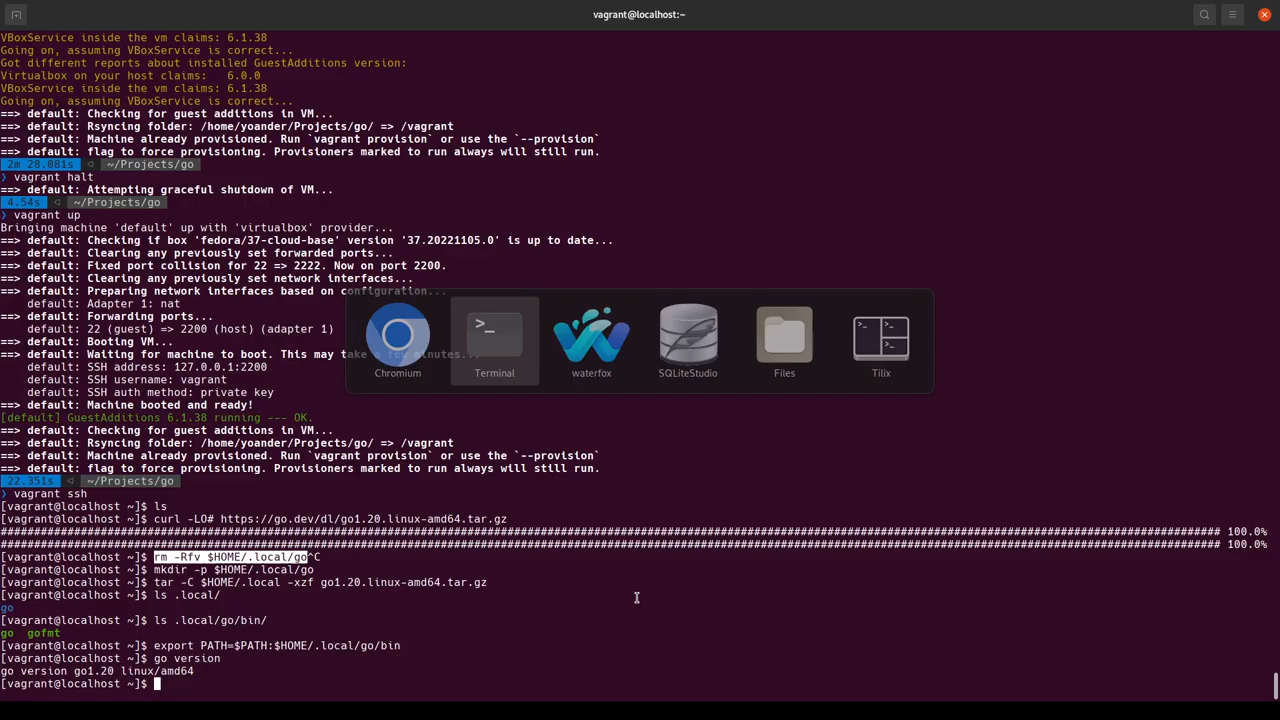 vagrant@localhost:~
VBoxService inside the vm claims: 6.1.38
Going on, assuming VBoxService is correct...
Got different reports about installed GuestAdditions version:
Virtualbox on your host claims:   6.0.0
VBoxService inside the vm claims: 6.1.38
Going on, assuming VBoxService is correct...
==> default: Checking for guest additions in VM...
==> default: Rsyncing folder: /home/yoander/Projects/go/ => /vagrant
==> default: Machine already provisioned. Run `vagrant provision` or use the `--provision`
==> default: flag to force provisioning. Provisioners marked to run always will still run.
2m 28.081s ◁ ~/Projects/go
❯ vagrant halt
==> default: Attempting graceful shutdown of VM...
4.54s ◁ ~/Projects/go
❯ vagrant up
Bringing machine 'default' up with 'virtualbox' provider...
==> default: Checking if box 'fedora/37-cloud-base' version '37.20221105.0' is up to date...
==> default: Clearing any previously set forwarded ports...
==> default: Fixed port collision for 22 => 2222. Now on port 2200.
==> default: Clearing any previously set network interfaces...
==> default: Preparing network interfaces based on configuration...
    default: Adapter 1: nat
==> default: Forwarding ports...
    default: 22 (guest) => 2200 (host) (adapter 1)
==> default: Booting VM...
==> default: Waiting for machine to boot. This may take a few minutes...
    default: SSH address: 127.0.0.1:2200
    default: SSH username: vagrant
    default: SSH auth method: private key
==> default: Machine booted and ready!
[default] GuestAdditions 6.1.38 running --- OK.
==> default: Checking for guest additions in VM...
==> default: Rsyncing folder: /home/yoander/Projects/go/ => /vagrant
==> default: Machine already provisioned. Run `vagrant provision` or use the `--provision`
==> default: flag to force provisioning. Provisioners marked to run always will still run.
22.351s ◁ ~/Projects/go
❯ vagrant ssh
[vagrant@localhost ~]$ ls
[vagrant@localhost ~]$ curl -LO# https://go.dev/dl/go1.20.linux-amd64.tar.gz
######################################################################## 100.0%
######################################################################## 100.0%
[vagrant@localhost ~]$ rm -Rfv $HOME/.local/go^C
[vagrant@localhost ~]$ mkdir -p $HOME/.local/go
[vagrant@localhost ~]$ tar -C $HOME/.local -xzf go1.20.linux-amd64.tar.gz
[vagrant@localhost ~]$ ls .local/
go
[vagrant@localhost ~]$ ls .local/go/bin/
go  gofmt
[vagrant@localhost ~]$ export PATH=$PATH:$HOME/.local/go/bin
[vagrant@localhost ~]$ go version
go version go1.20 linux/amd64
[vagrant@localhost ~]$
Chromium
Terminal
waterfox
SQLiteStudio
Files
Tilix